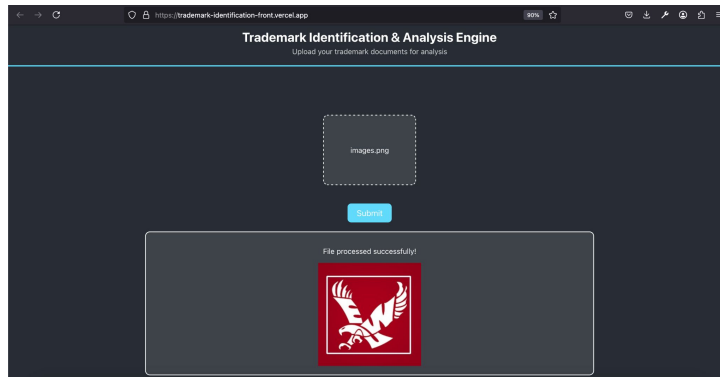 https://trademark-identification-front.vercel.app
90%
Trademark Identification & Analysis Engine
Upload your trademark documents for analysis
images.png
Submit
File processed successfully!
EWU